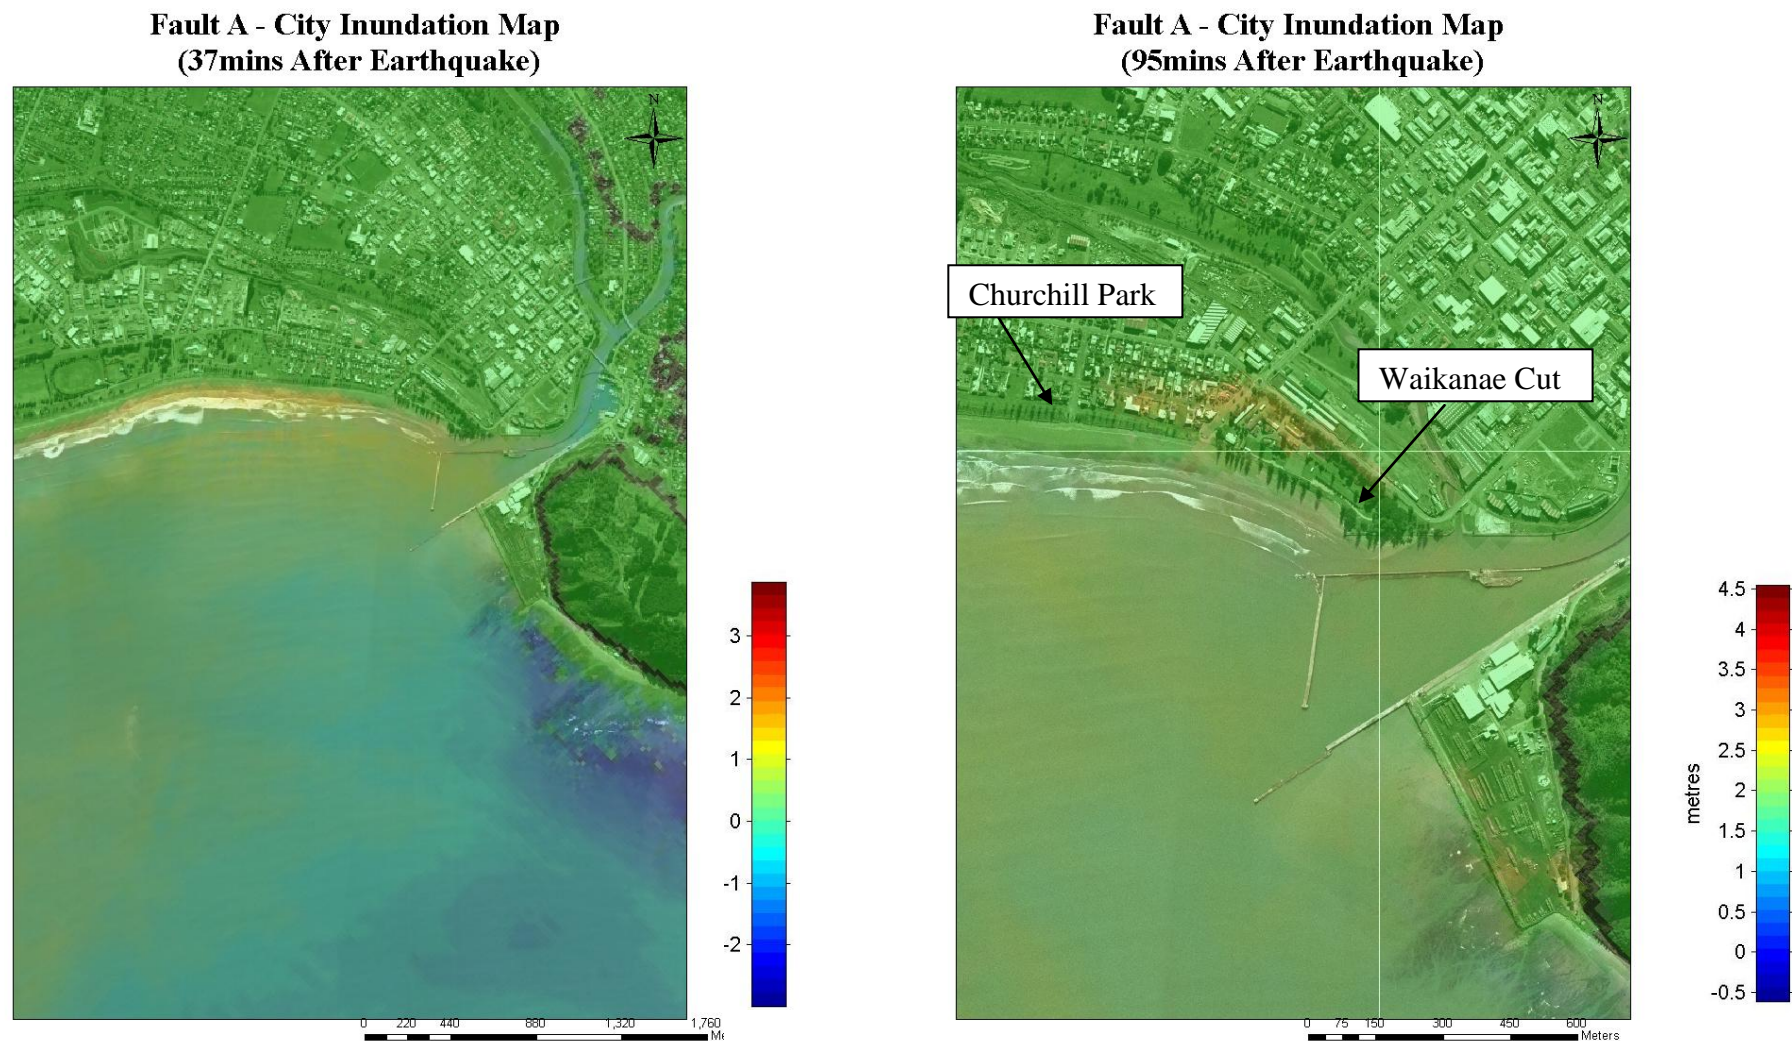 Fault A - City Inundation Map
(37mins After Earthquake)
N
3
2
1
0
-1
-2
0 220 440 880 1,320 1,760
Me
Fault A - City Inundation Map
(95mins After Earthquake)
N
Churchill Park
Waikanae Cut
4.5
4
3.5
3
2.5
2
1.5
1
0.5
0
-0.5
metres
0 75 150 300 450 600
Meters